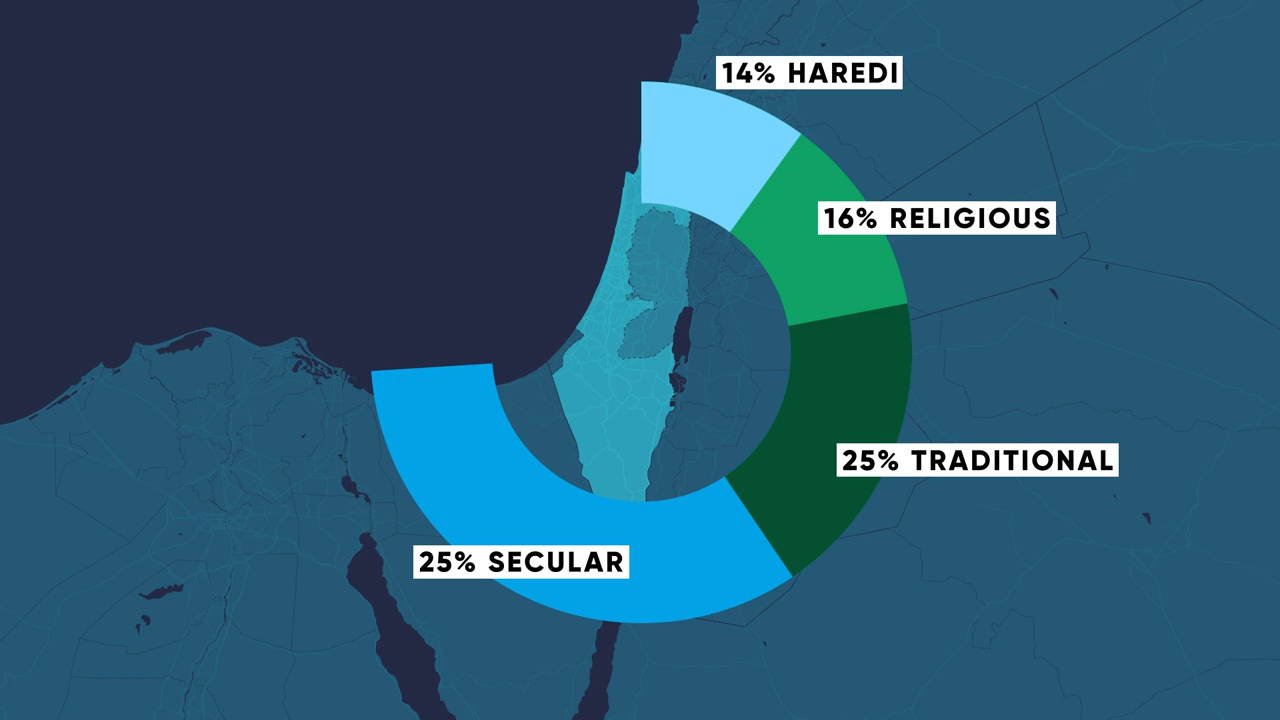 14% HAREDI
16% RELIGIOUS
25% TRADITIONAL
25% SECULAR